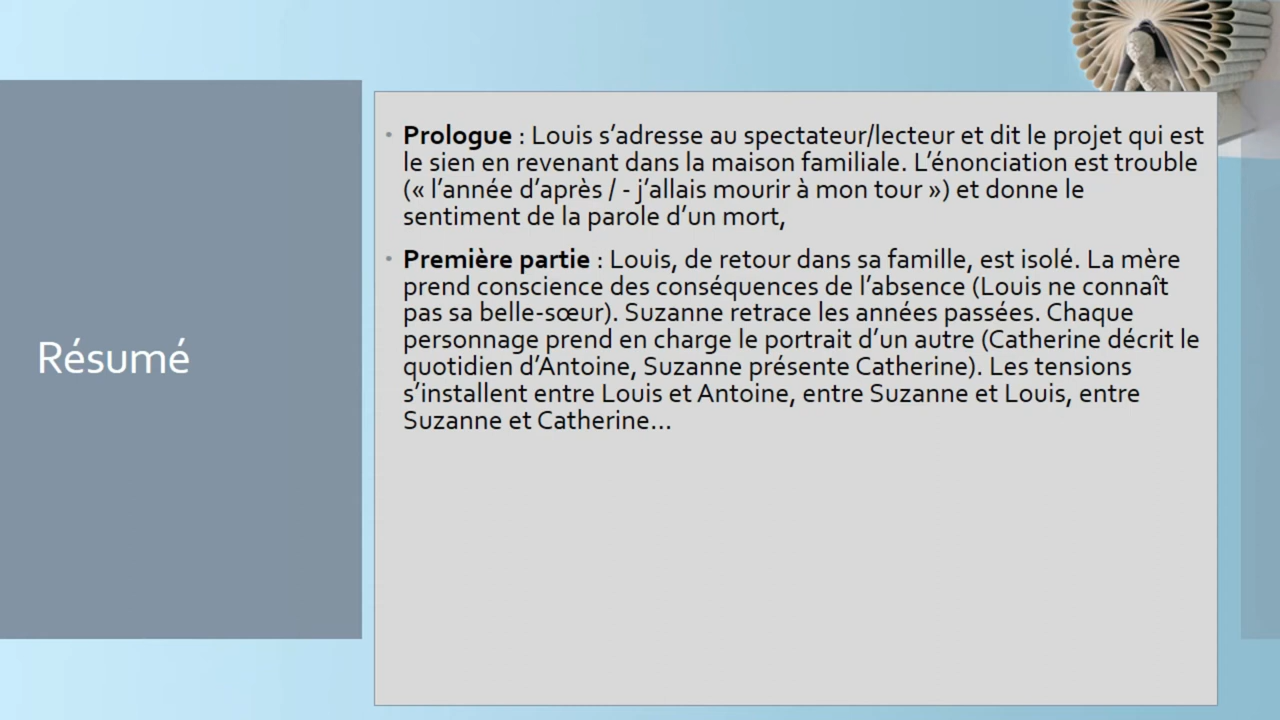 Résumé
• Prologue : Louis s’adresse au spectateur/lecteur et dit le projet qui est
le sien en revenant dans la maison familiale. L’énonciation est trouble
(« l’année d’après / - j’allais mourir à mon tour ») et donne le
sentiment de la parole d’un mort,
• Première partie : Louis, de retour dans sa famille, est isolé. La mère
prend conscience des conséquences de l’absence (Louis ne connaît
pas sa belle-sœur). Suzanne retrace les années passées. Chaque
personnage prend en charge le portrait d’un autre (Catherine décrit le
quotidien d’Antoine, Suzanne présente Catherine). Les tensions
s’installent entre Louis et Antoine, entre Suzanne et Louis, entre
Suzanne et Catherine…